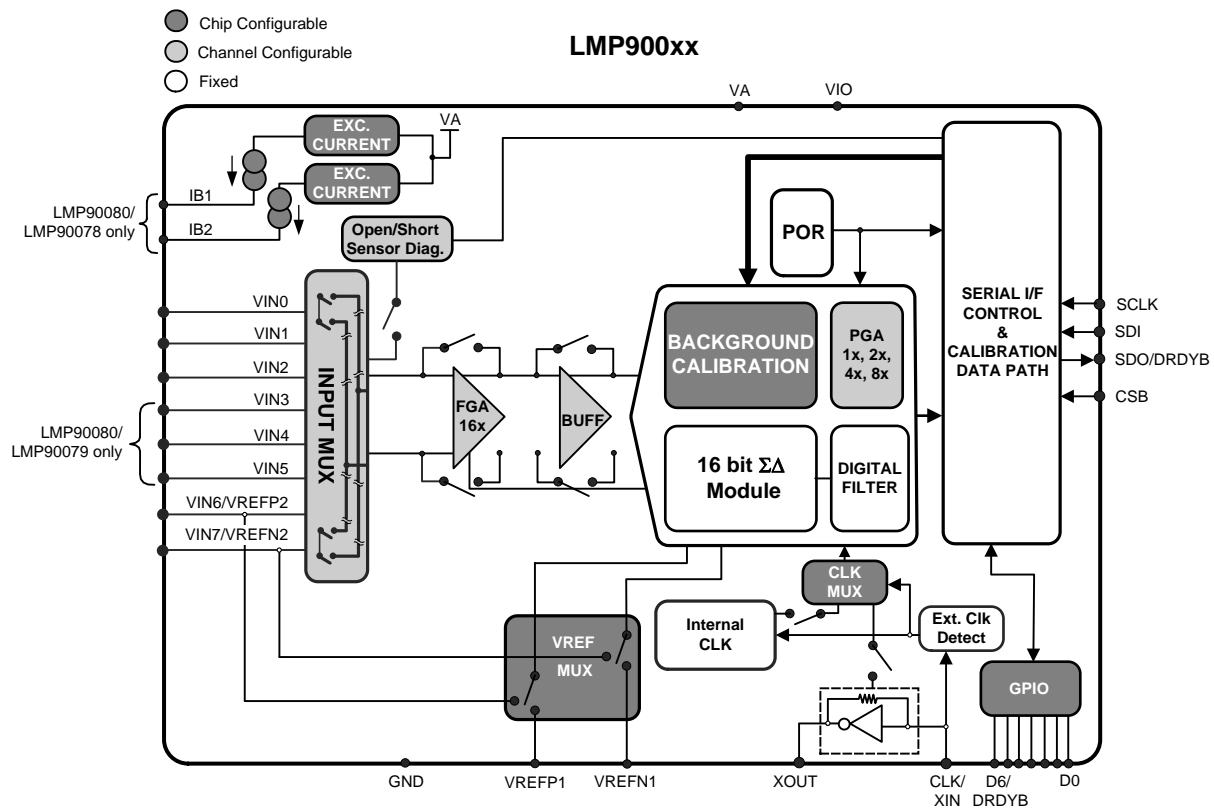 Chip Configurable
Channel Configurable
Fixed
LMP900xx
VA
VIO
EXC.
CURRENT
VA
EXC.
CURRENT
IB1
LMP90080/
LMP90078 only
IB2
Open/Short
Sensor Diag.
POR
SERIAL I/F
CONTROL
&
CALIBRATION
DATA PATH
SCLK
SDI
SDO/DRDYB
CSB
VIN0
VIN1
VIN2
VIN3
LMP90080/
LMP90079 only
VIN4
VIN5
VIN6/VREFP2
VIN7/VREFN2
INPUT MUX
FGA
16x
BUFF
BACKGROUND
CALIBRATION
PGA
1x, 2x,
4x, 8x
16 bit ΣΔ
Module
DIGITAL
FILTER
CLK
MUX
Internal
CLK
Ext. Clk
Detect
VREF
MUX
GPIO
GND
VREFP1
VREFN1
XOUT
CLK/
XIN
D6/
DRDYB
D0